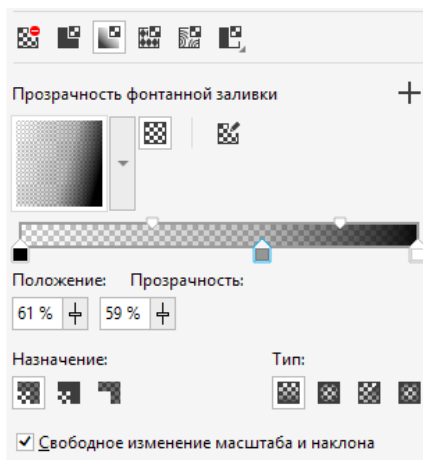 Прозрачность фонтанной заливки
Положение: Прозрачность:
61 % 59 %
Назначение: Тип:
Свободное изменение масштаба и наклона